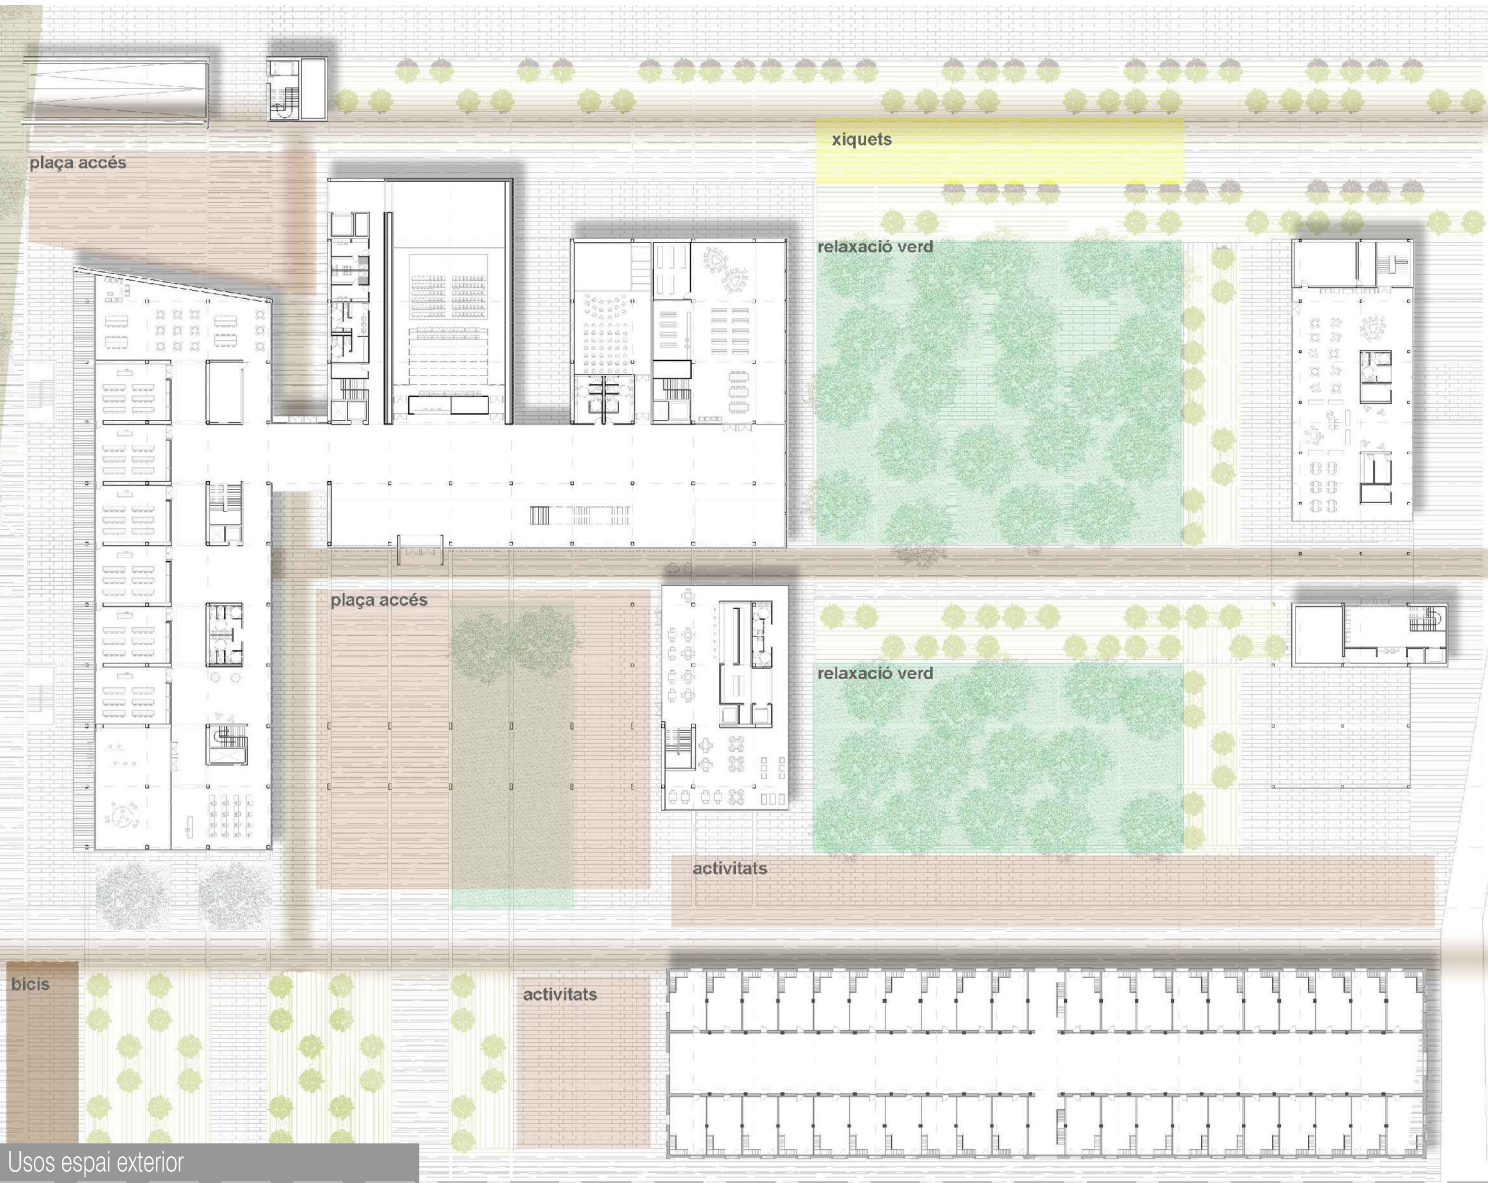 xiquets
plaça accés
relaxació verd
plaça accés
relaxació verd
activitats
bicis
activitats
Usos espai exterior